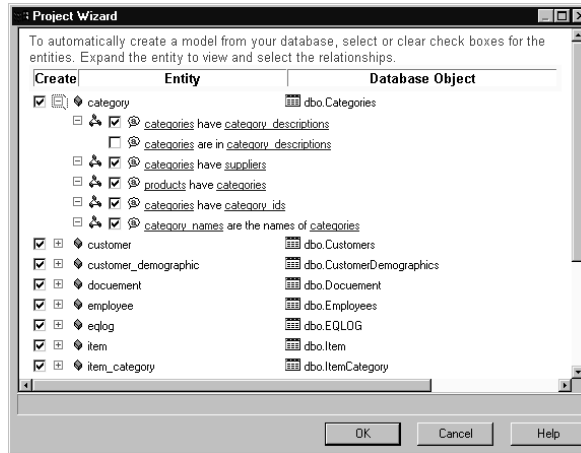 Project Wizard
To automatically create a model from your database, select or clear check boxes for the
entities. Expand the entity to view and select the relationships.
Create Entity Database Object
category dbo.Categories
categories have category_descriptions
categories are in category_descriptions
categories have suppliers
products have categories
categories have category_ids
category_names are the names of categories
customer dbo.Customers
customer_demographic dbo.CustomerDemographics
docuement dbo.Docuement
employee dbo.Employees
eqlog dbo.EQLOG
item dbo.Item
item_category dbo.ItemCategory
OK Cancel Help